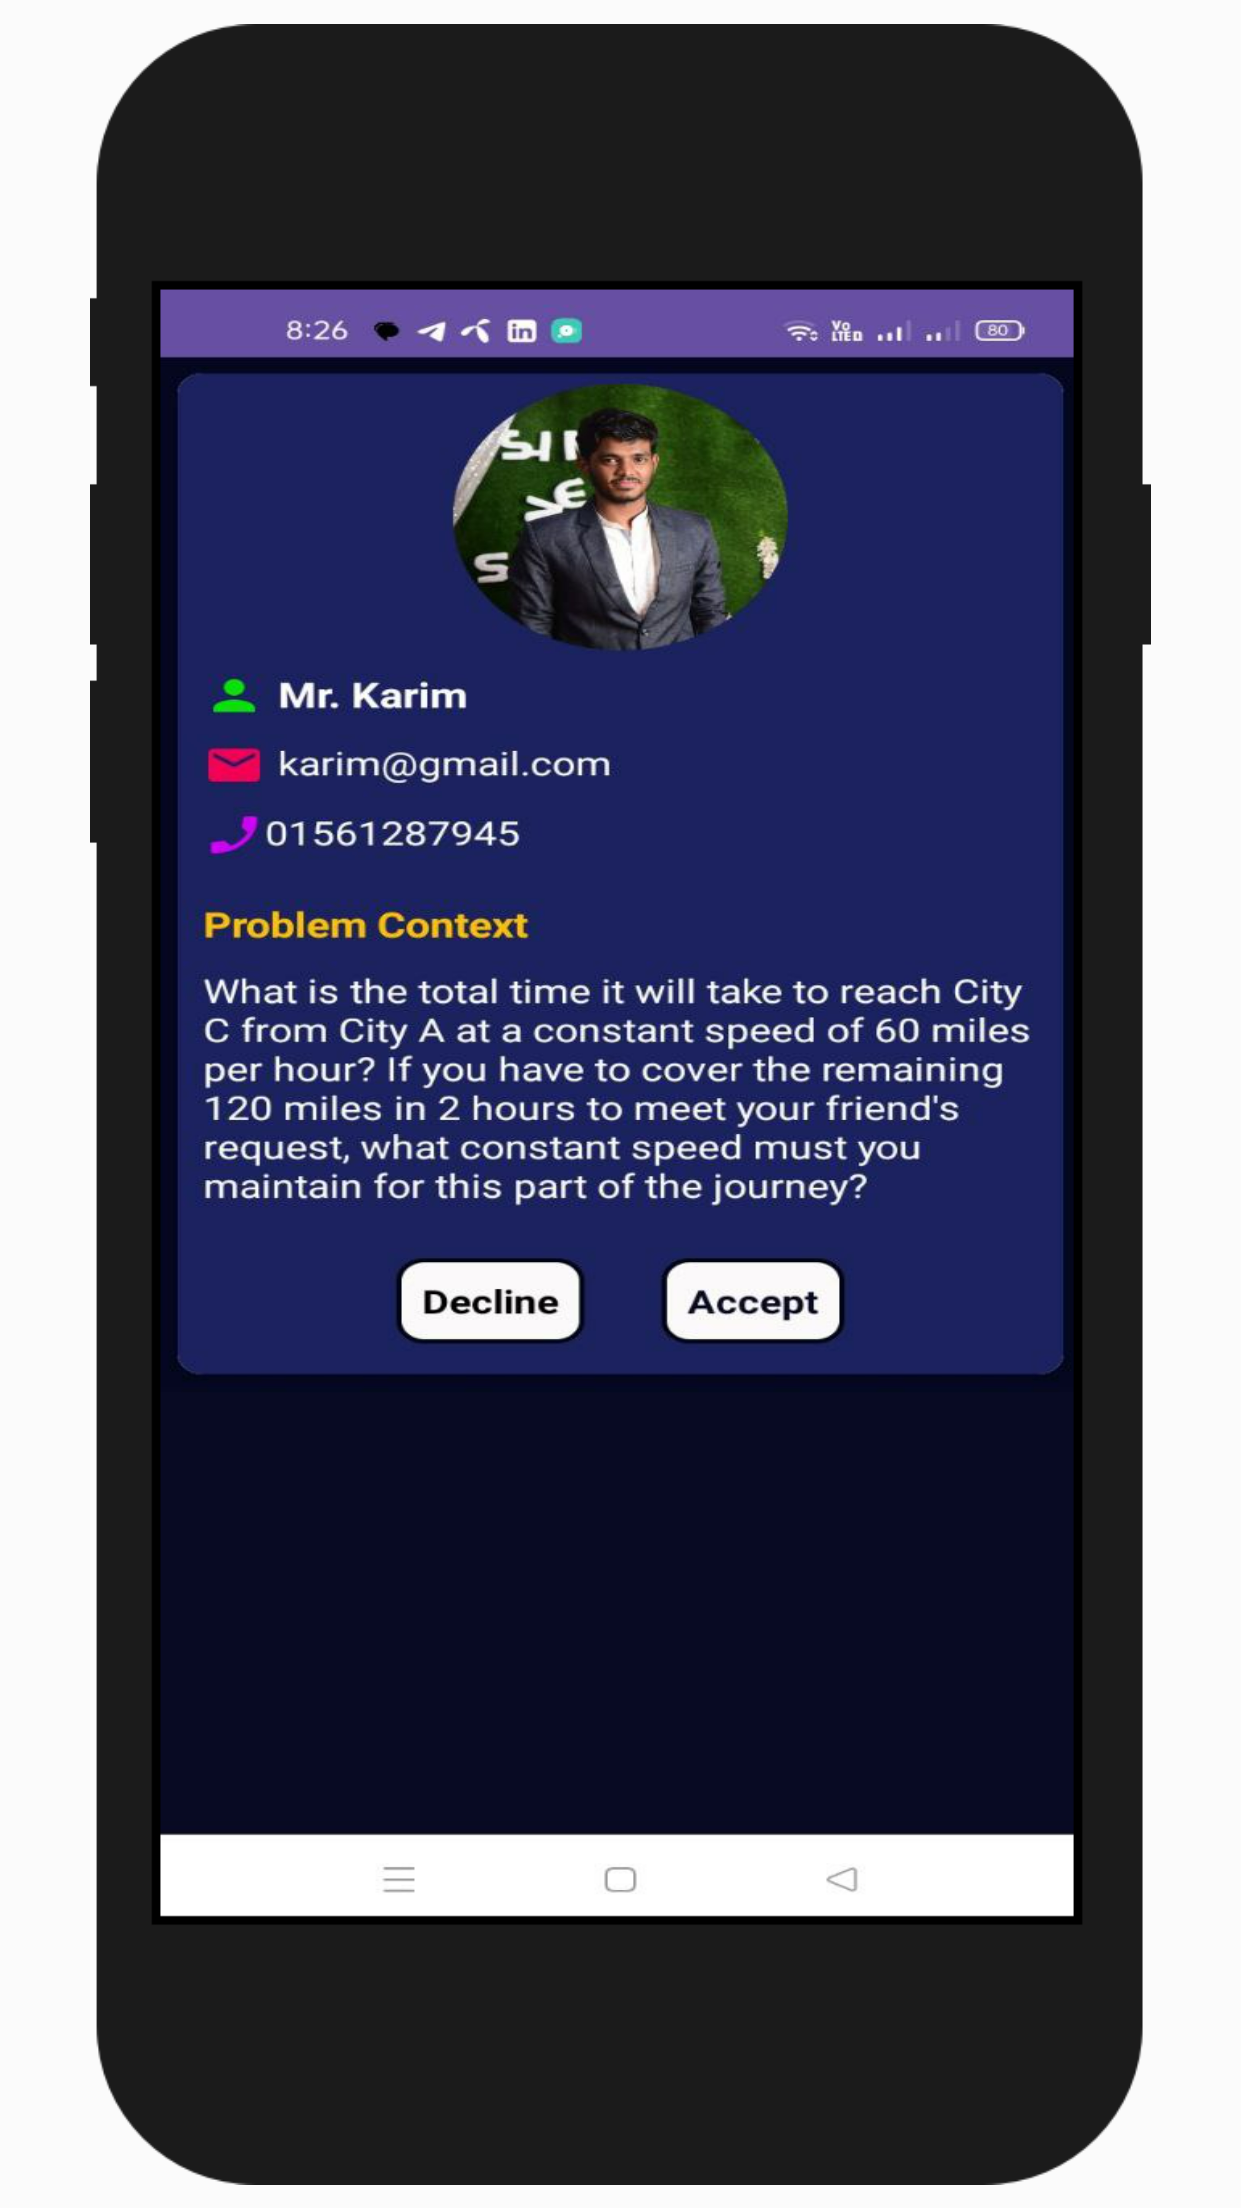 8:26
in
Vo
LTED
80
Mr. Karim
karim@gmail.com
01561287945
Problem Context
What is the total time it will take to reach City
C from City A at a constant speed of 60 miles
per hour? If you have to cover the remaining
120 miles in 2 hours to meet your friend's
request, what constant speed must you
maintain for this part of the journey?
Decline
Accept